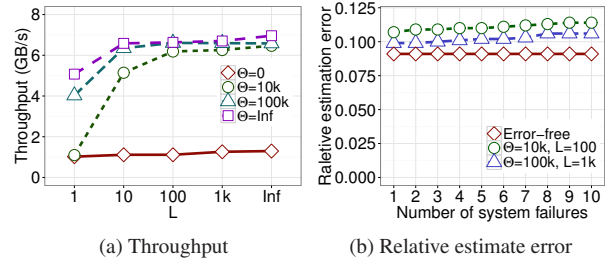 Throughput (GB/s)
8
6
4
2
0
Θ=0
Θ=10k
Θ=100k
Θ=Inf
1 10 100 1k Inf
L
(a) Throughput
Raletive estimation error
0.125
0.100
0.075
0.050
0.025
0.000
Error-free
Θ=10k, L=100
Θ=100k, L=1k
1 2 3 4 5 6 7 8 9 10
Number of system failures
(b) Relative estimate error